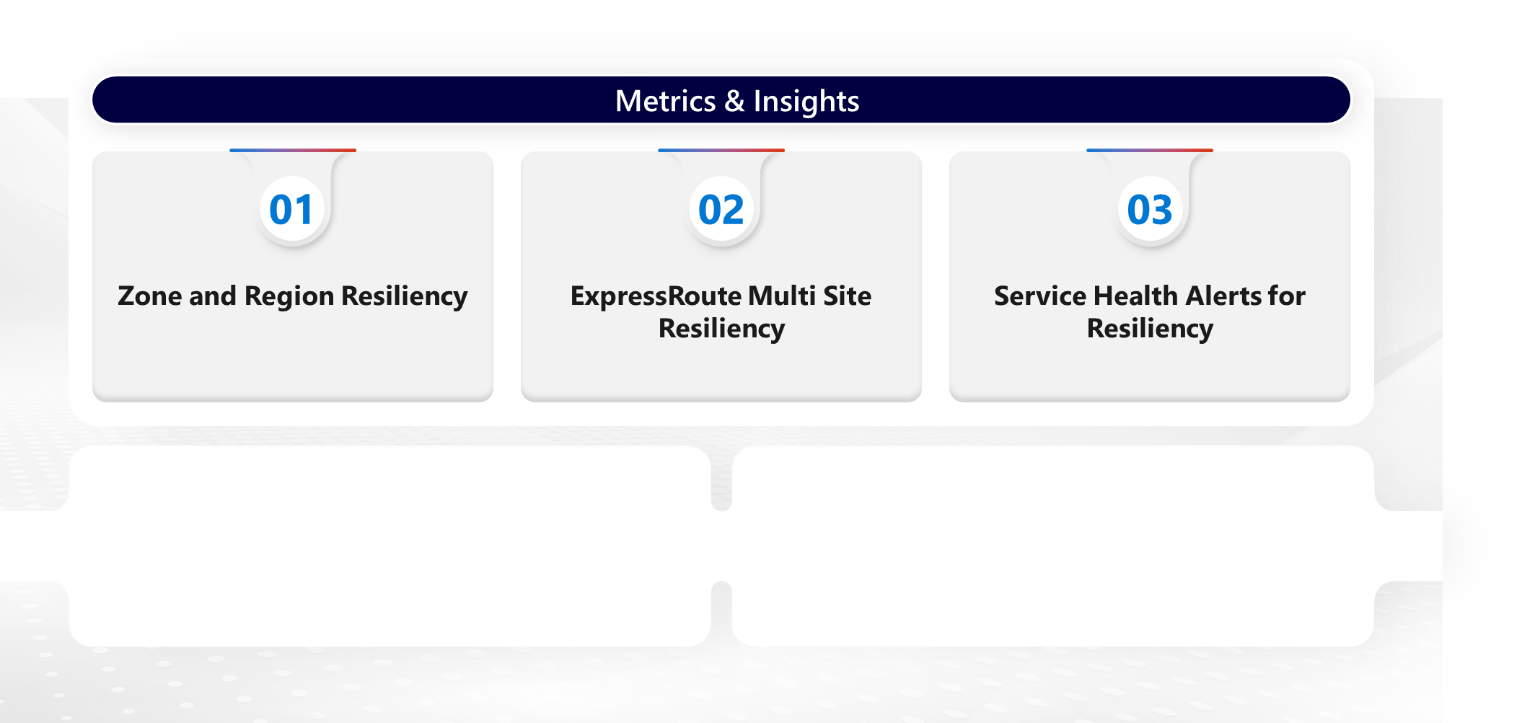 Metrics & Insights
01
Zone and Region Resiliency
02
ExpressRoute Multi Site
Resiliency
03
Service Health Alerts for
Resiliency